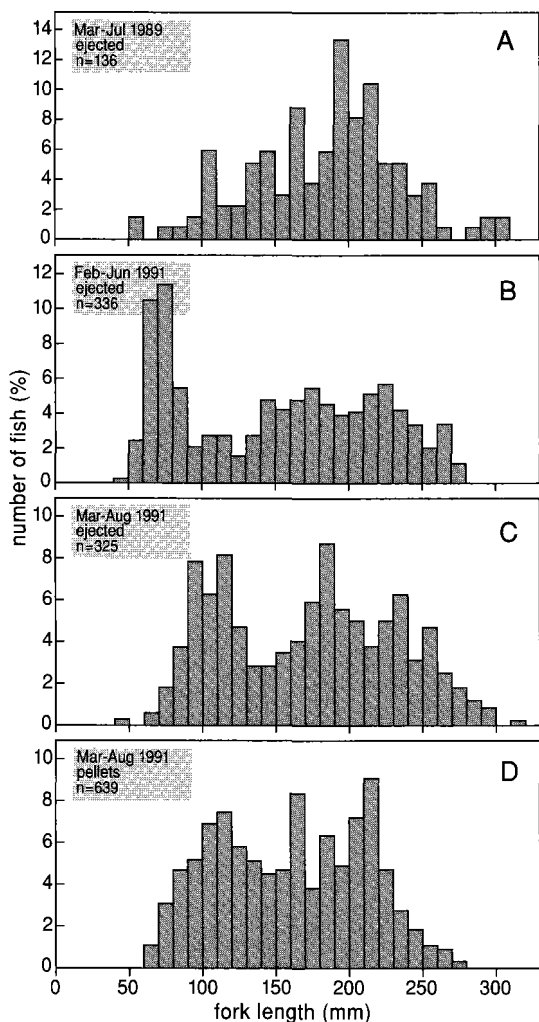 14
12
10
8
6
4
2
0
Mar-Jul 1989
ejected
n=136
A
12
10
8
6
4
2
0
Feb-Jun 1991
ejected
n=336
B
number of fish (%)
10
8
6
4
2
0
Mar-Aug 1991
ejected
n=325
C
10
8
6
4
2
0
Mar-Aug 1991
pellets
n=639
D
0 50 100 150 200 250 300
fork length (mm)